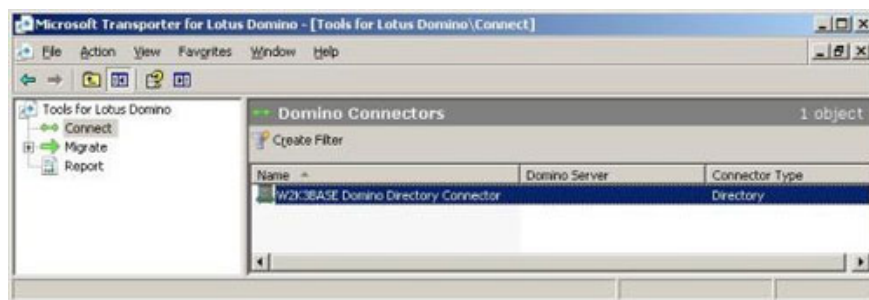 Microsoft Transporter for Lotus Domino - [Tools for Lotus Domino\Connect]
File Action View Favorites Window Help
Tools for Lotus Domino
Connect
Migrate
Report
Domino Connectors 1 object
Create Filter
Name Domino Server Connector Type
W2K3BASE Domino Directory Connector Directory